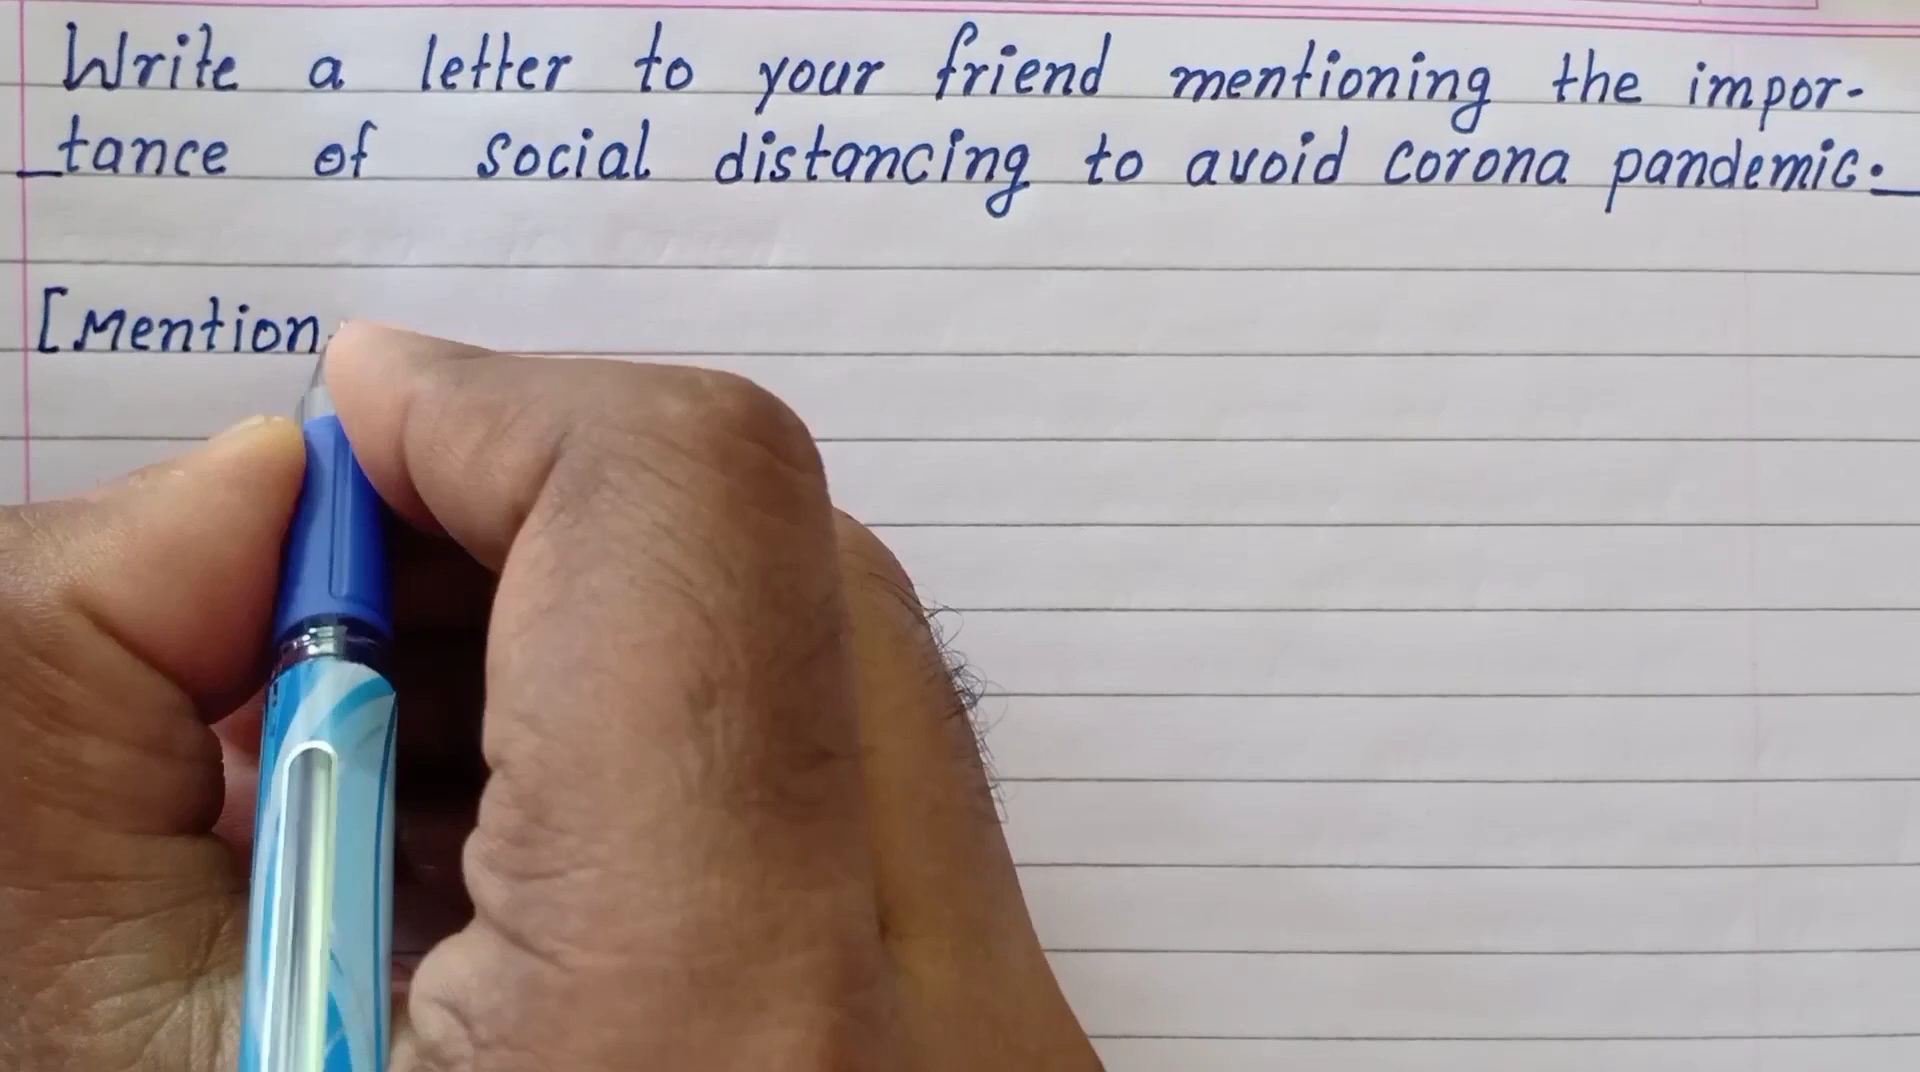 Write a letter to your friend mentioning the impor-
tance of social distancing to avoid corona pandemic.
[Mention